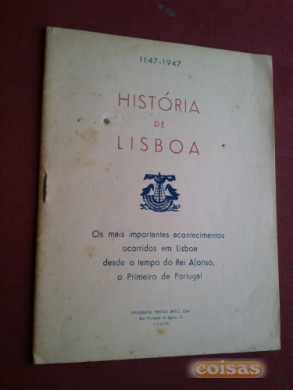 1147-1947
HISTÓRIA
DE
LISBOA
Os mais importantes acontecimentos
ocorridos em Lisboa
desde o tempo do Rei Afonso,
o Primeiro de Portugal
LISBOA
coisas